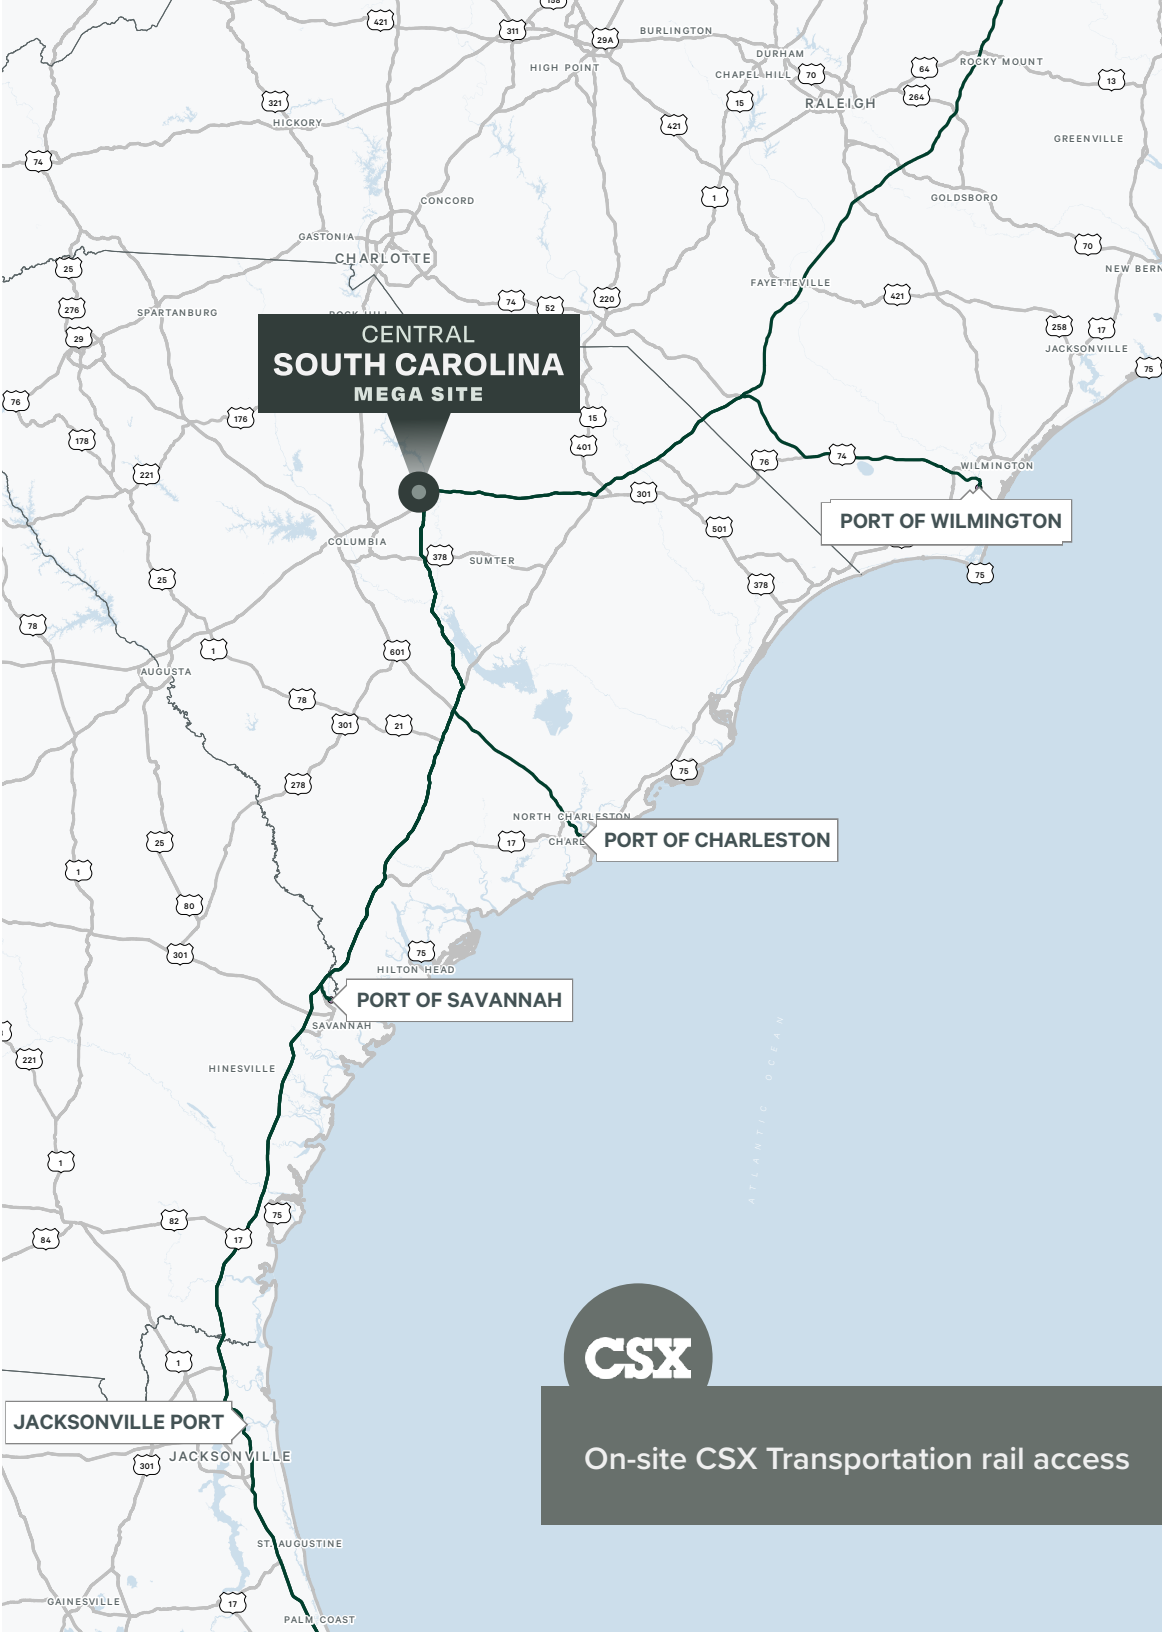 158
421
311
29A
BURLINGTON
HIGH POINT
DURHAM
CHAPEL HILL
70
64
ROCKY MOUNT
13
264
15
RALEIGH
321
HICKORY
421
GREENVILLE
74
1
CONCORD
GOLDSBORO
GASTONIA
CHARLOTTE
70
25
NEW BERN
FAYETTEVILLE
421
276
SPARTANBURG
ROCK HILL
74
52
220
258
17
29
JACKSONVILLE
75
CENTRAL
SOUTH CAROLINA
MEGA SITE
76
176
15
178
401
221
76
74
WILMINGTON
301
PORT OF WILMINGTON
501
COLUMBIA
378
SUMTER
25
378
75
78
1
601
AUGUSTA
78
301
21
278
75
NORTH CHARLESTON
25
17
CHARL
PORT OF CHARLESTON
1
80
301
75
HILTON HEAD
PORT OF SAVANNAH
SAVANNAH
221
HINESVILLE
ATLANTIC OCEAN
1
82
75
84
17
1
CSX
JACKSONVILLE PORT
On-site CSX Transportation rail access
301
JACKSONVILLE
ST. AUGUSTINE
GAINESVILLE
17
PALM COAST